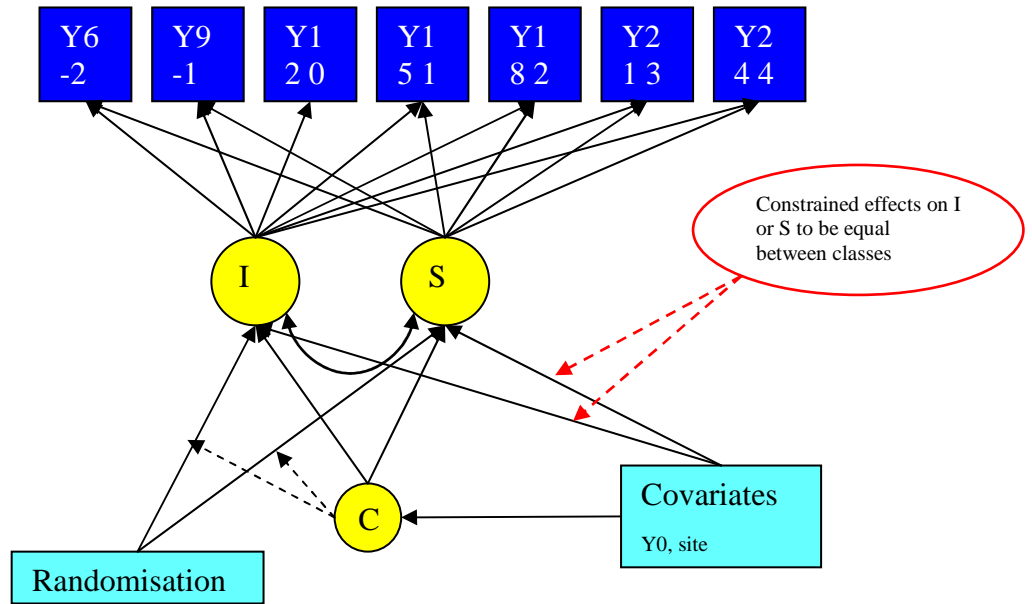 Y6
-2
Y9
-1
Y1
2 0
Y1
5 1
Y1
8 2
Y2
1 3
Y2
4 4
Constrained effects on I
or S to be equal
between classes
I
S
C
Covariates
Y0, site
Randomisation